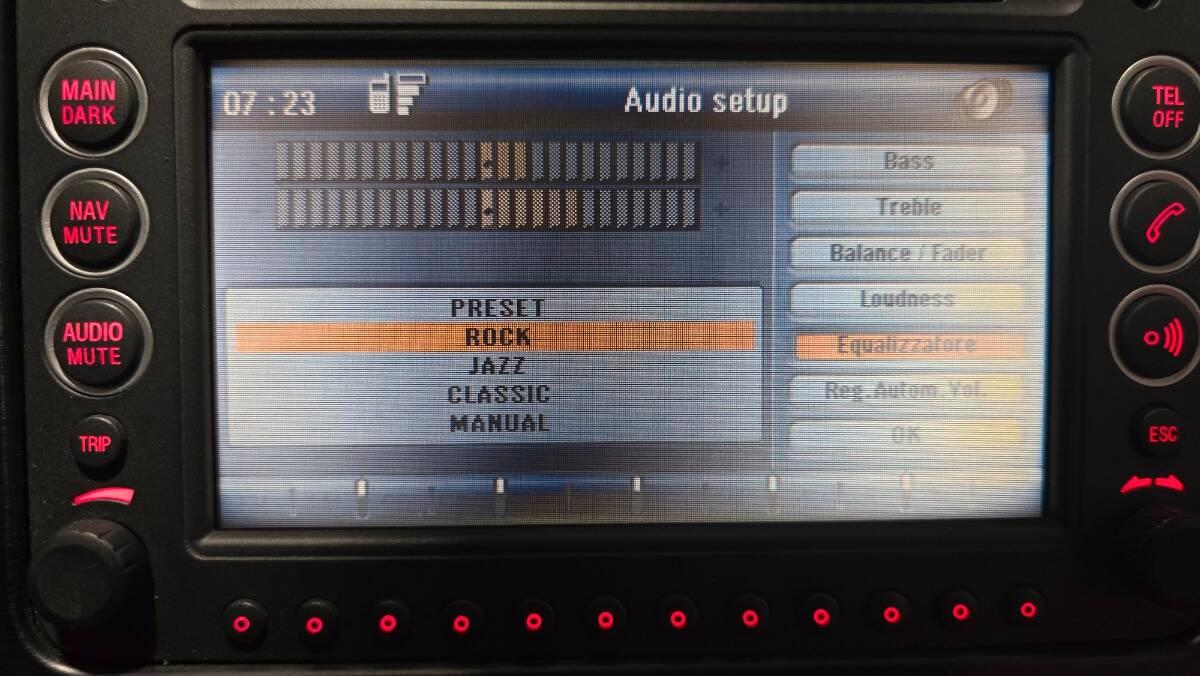 MAIN
DARK
NAV
MUTE
AUDIO
MUTE
TRIP
07 : 23
Audio setup
PRESET
ROCK
JAZZ
CLASSIC
MANUAL
Bass
Treble
Balance / Fader
Loudness
Equalizzatore
Reg.Autom.Vol.
OK
TEL
OFF
ESC